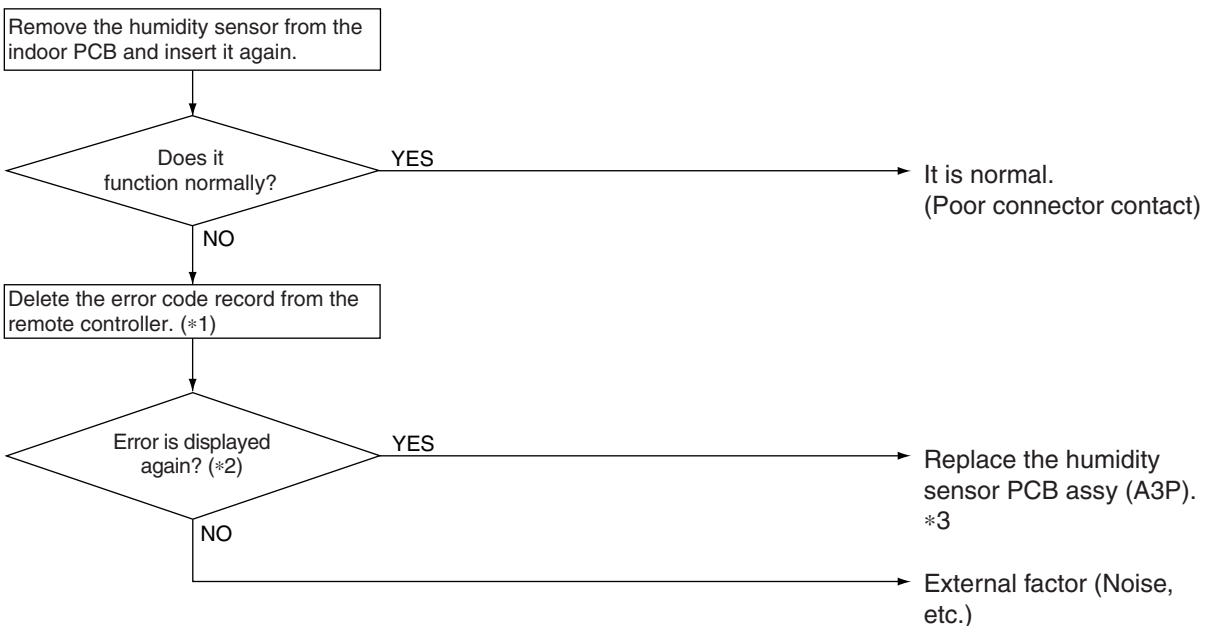 Remove the humidity sensor from the
indoor PCB and insert it again.
Does it
function normally?
YES
It is normal.
(Poor connector contact)
NO
Delete the error code record from the
remote controller. (∗1)
Error is displayed
again? (∗2)
YES
Replace the humidity
sensor PCB assy (A3P).
∗3
NO
External factor (Noise,
etc.)